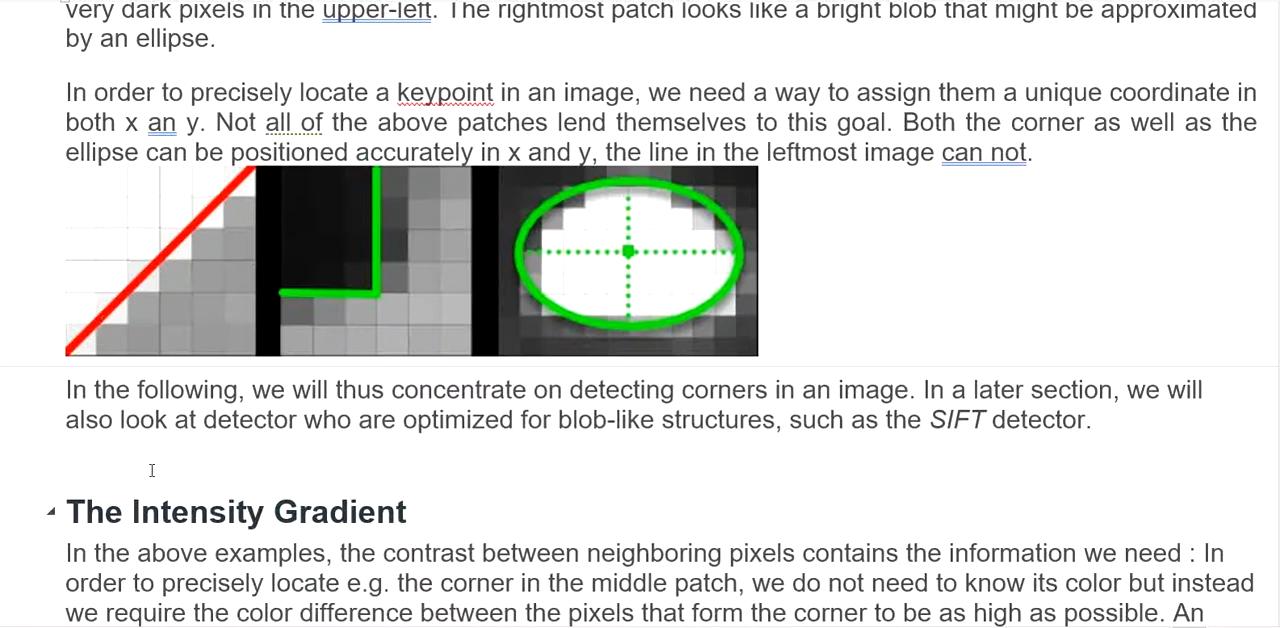 very dark pixels in the upper-left. The rightmost patch looks like a bright blob that might be approximated
by an ellipse.
In order to precisely locate a keypoint in an image, we need a way to assign them a unique coordinate in
both x an y. Not all of the above patches lend themselves to this goal. Both the corner as well as the
ellipse can be positioned accurately in x and y, the line in the leftmost image can not.
In the following, we will thus concentrate on detecting corners in an image. In a later section, we will
also look at detector who are optimized for blob-like structures, such as the SIFT detector.
The Intensity Gradient
In the above examples, the contrast between neighboring pixels contains the information we need : In
order to precisely locate e.g. the corner in the middle patch, we do not need to know its color but instead
we require the color difference between the pixels that form the corner to be as high as possible. An